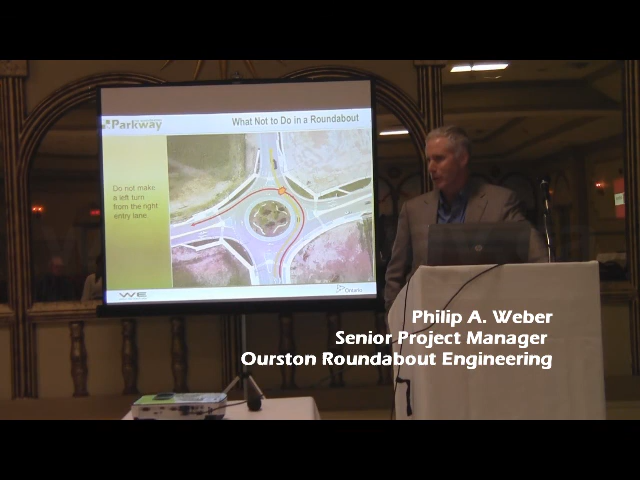 Parkway
What Not to Do in a Roundabout
Do not make
a left turn
from the right
entry lane.
WE
Ontario
Philip A. Weber
Senior Project Manager
Ourston Roundabout Engineering